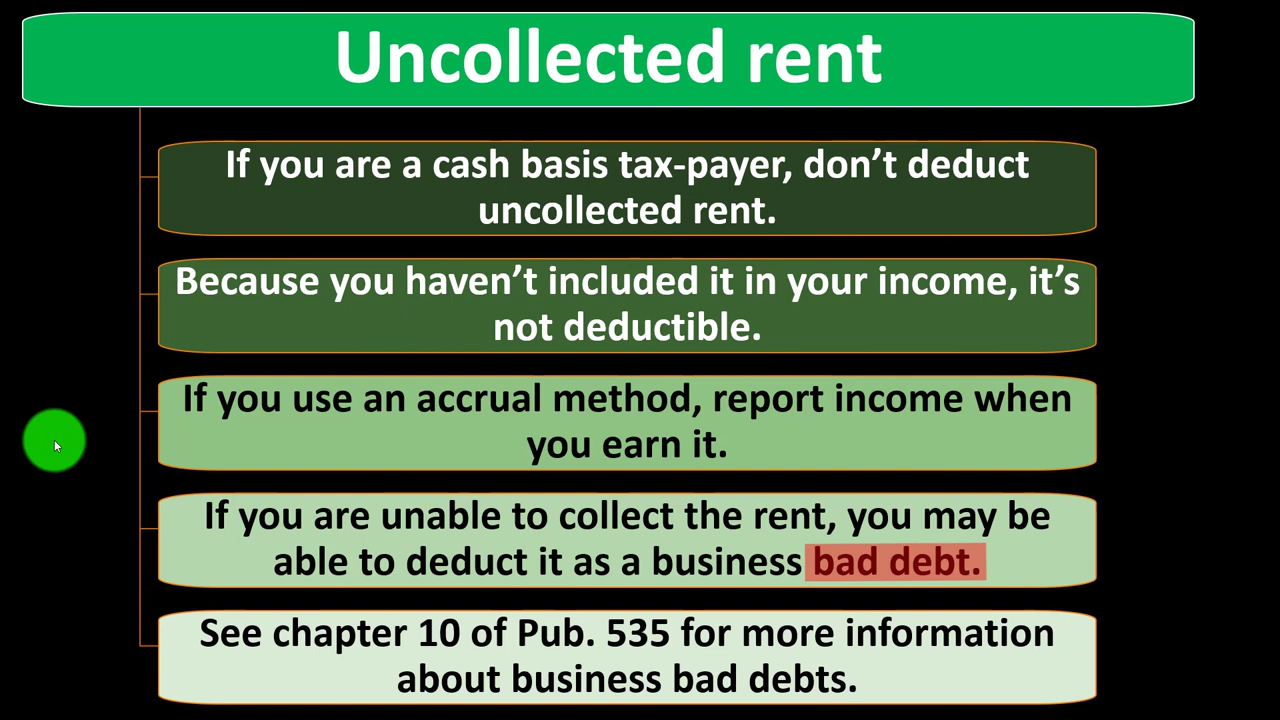 Uncollected rent
If you are a cash basis tax-payer, don’t deduct
uncollected rent.
Because you haven’t included it in your income, it’s
not deductible.
If you use an accrual method, report income when
you earn it.
If you are unable to collect the rent, you may be
able to deduct it as a business bad debt.
See chapter 10 of Pub. 535 for more information
about business bad debts.